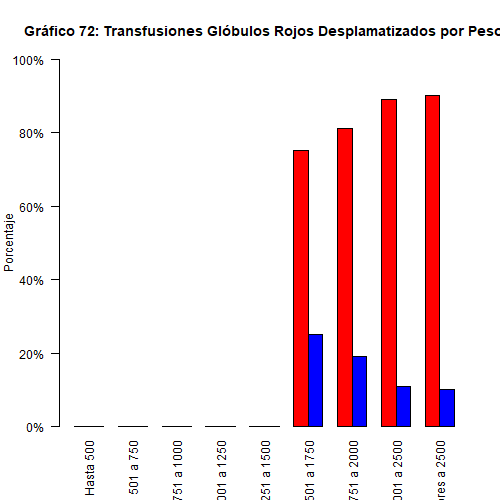 Gráfico 72: Transfusiones Glóbulos Rojos Desplamatizados por Peso
100%
80%
60%
40%
20%
0%
Porcentaje
Hasta 500
501 a 750
751 a 1000
001 a 1250
251 a 1500
501 a 1750
751 a 2000
001 a 2500
ores a 2500